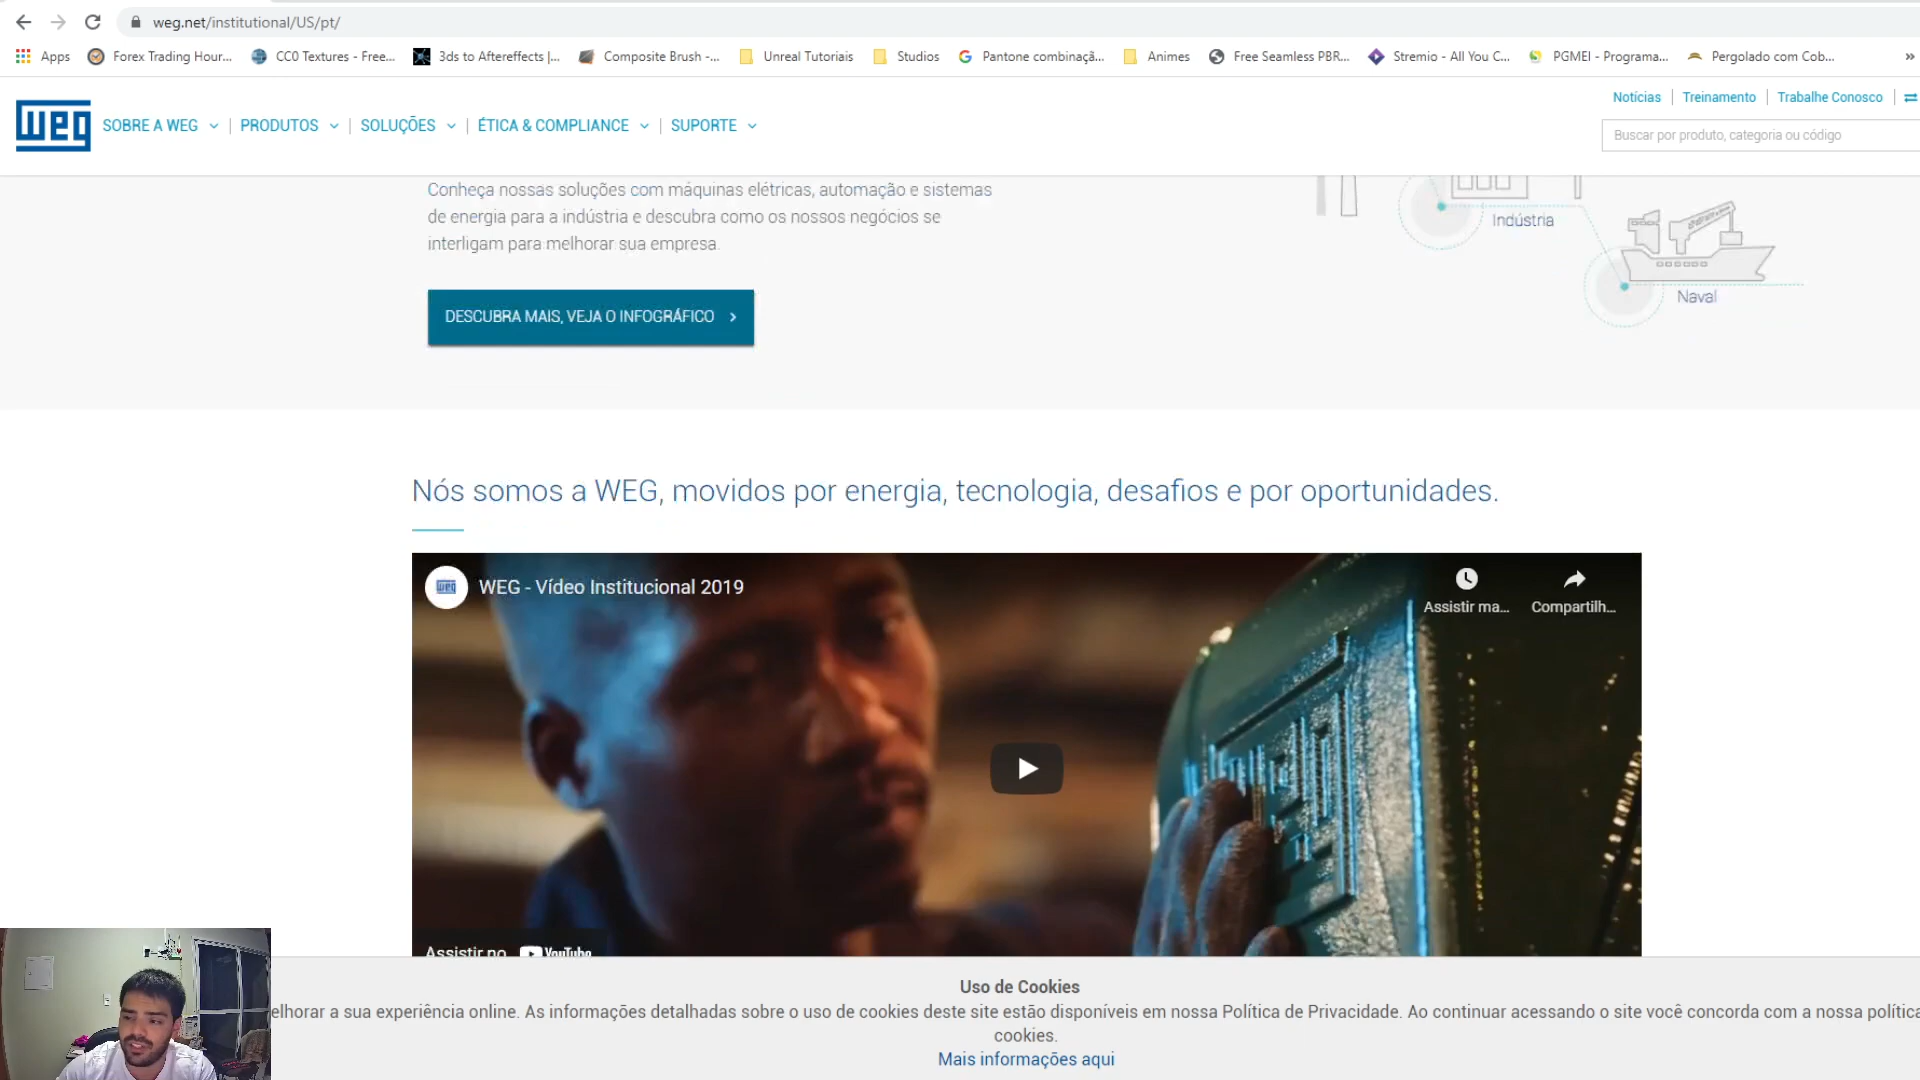 weg.net/institutional/US/pt/
Apps
Forex Trading Hour...
CC0 Textures - Free...
3ds to Aftereffects |...
Composite Brush -...
Unreal Tutoriais
Studios
Pantone combinaçã...
Animes
Free Seamless PBR...
Stremio - All You C...
PGMEI - Programa...
Pergolado com Cob...
»
Notícias
Treinamento
Trabalhe Conosco
weg
SOBRE A WEG
PRODUTOS
SOLUÇÕES
ÉTICA & COMPLIANCE
SUPORTE
Buscar por produto, categoria ou código
Conheça nossas soluções com máquinas elétricas, automação e sistemas
de energia para a indústria e descubra como os nossos negócios se
interligam para melhorar sua empresa.
Indústria
Naval
DESCUBRA MAIS, VEJA O INFOGRÁFICO
Nós somos a WEG, movidos por energia, tecnologia, desafios e por oportunidades.
weg
WEG - Vídeo Institucional 2019
Assistir ma...
Compartilh...
Assistir no YouTube
Uso de Cookies
elhorar a sua experiência online. As informações detalhadas sobre o uso de cookies deste site estão disponíveis em nossa Política de Privacidade. Ao continuar acessando o site você concorda com a nossa política
cookies.
Mais informações aqui